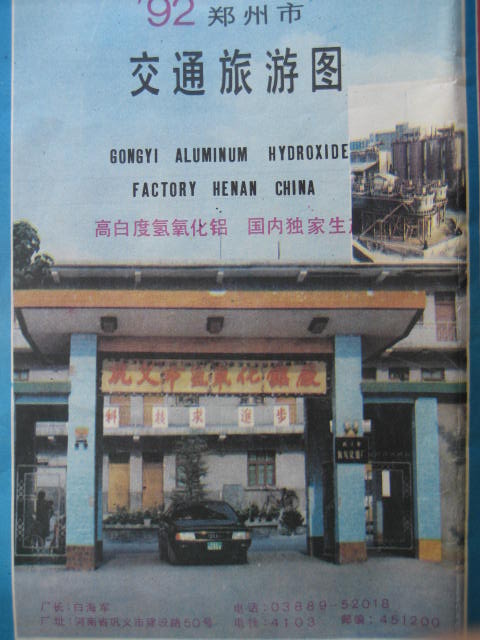 '92 郑州市
交通旅游图
GONGYI ALUMINUM HYDROXIDE
FACTORY HENAN CHINA
高白度氢氧化铝 国内独家生产
巩义市氢氧化铝廠
科技求進步
厂长:白海军
电话:03889-52018
厂址:河南省巩义市建设路50号
电挂:4103 邮编:451200